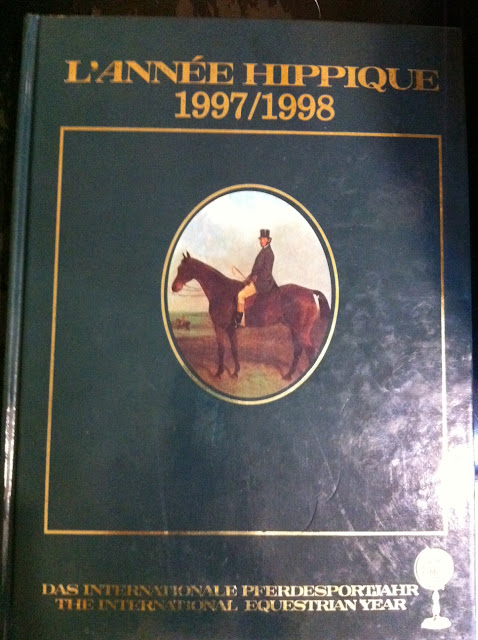 L'ANNÉE HIPPIQUE
1997/1998
DAS INTERNATIONALE PFERDESPORTJAHR
THE INTERNATIONAL EQUESTRIAN YEAR